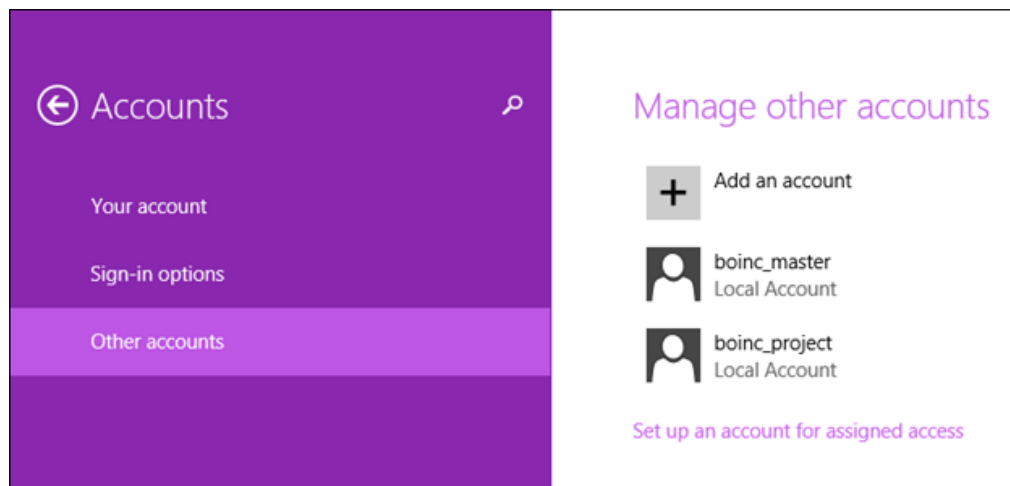 Accounts
Your account
Sign-in options
Other accounts
Manage other accounts
Add an account
boinc_master
Local Account
boinc_project
Local Account
Set up an account for assigned access